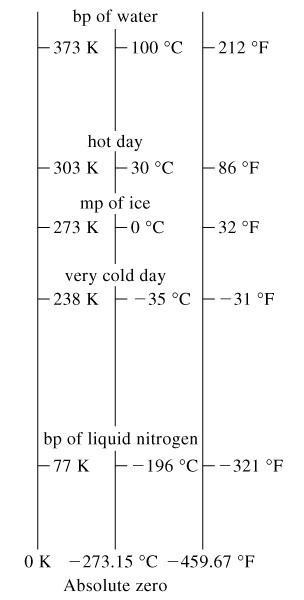 bp of water
373 K 100 °C 212 °F
hot day
303 K 30 °C 86 °F
mp of ice
273 K 0 °C 32 °F
very cold day
238 K −35 °C −31 °F
bp of liquid nitrogen
77 K −196 °C −321 °F
0 K −273.15 °C −459.67 °F
Absolute zero